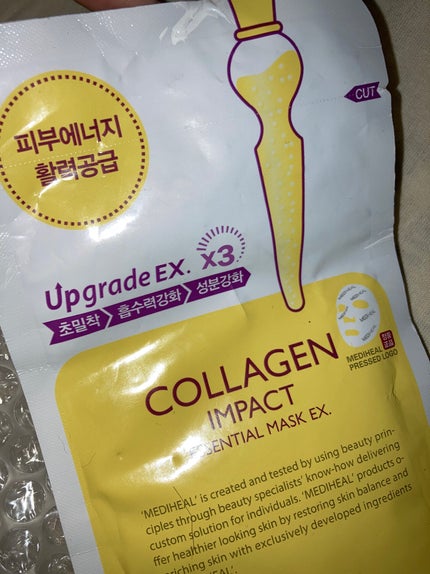 CUT
피부에너지
활력공급
Upgrade EX. X3
초밀착 흡수력강화 성분강화
MEDIHEAL
PRESSED LOGO
COLLAGEN
IMPACT
ESSENTIAL MASK EX.
'MEDIHEAL' is created and tested by using beauty prin-
ciples through beauty specialists' know-how delivering
custom solution for individuals. 'MEDIHEAL' products o-
ffer healthier looking skin by restoring skin balance and
enriching skin with exclusively developed ingredients